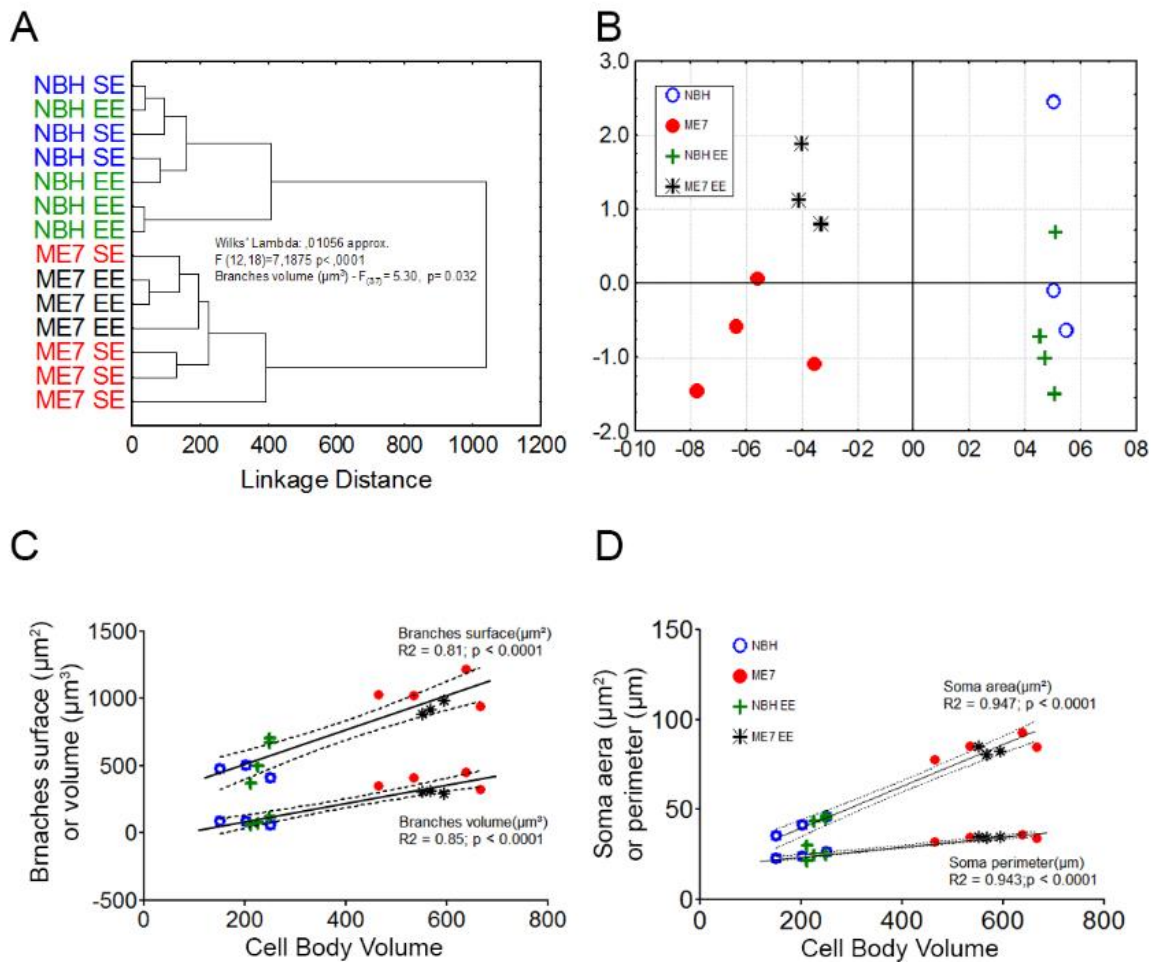 A
NBH SE
NBH EE
NBH SE
NBH SE
NBH EE
NBH EE
NBH EE
ME7 SE
ME7 EE
ME7 EE
ME7 EE
ME7 SE
ME7 SE
ME7 SE
Wilks' Lambda: ,01056 approx.
F (12,18)=7,1875 p< ,0001
Branches volume (µm³) - F(3,7) = 5.30, p= 0.032
0 200 400 600 800 1000 1200
Linkage Distance
B
3.0
2.0
1.0
0.0
-1.0
-2.0
NBH
ME7
NBH EE
ME7 EE
-010 -08 -06 -04 -02 00 02 04 06 08
C
Brnaches surface (µm²)
or volume (µm³)
1500
1000
500
0
-500
Branches surface(µm²)
R2 = 0.81; p < 0.0001
Branches volume(µm³)
R2 = 0.85; p < 0.0001
0 200 400 600 800
Cell Body Volume
D
Soma aera (µm²)
or perimeter (µm)
150
100
50
0
NBH
ME7
NBH EE
ME7 EE
Soma area(µm²)
R2 = 0.947; p < 0.0001
Soma perimeter(µm)
R2 = 0.943;p < 0.0001
0 200 400 600 800
Cell Body Volume